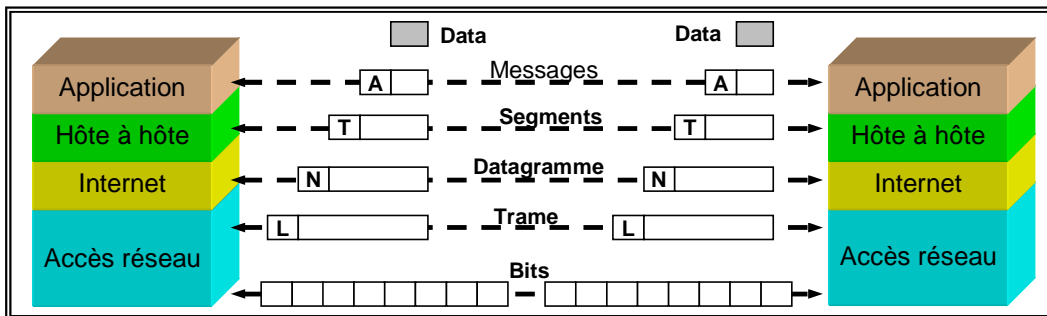 Data Data
Application A Messages A Application
Hôte à hôte T Segments T Hôte à hôte
Internet N Datagramme N Internet
L Trame L
Accès réseau Accès réseau
Bits